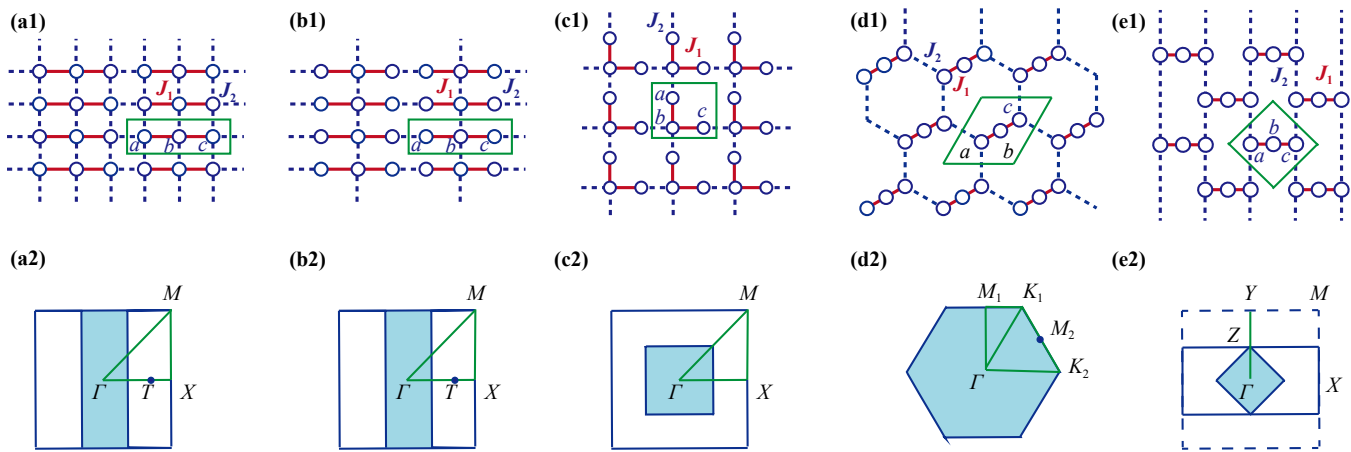 (a1)
J₁
J₂
a
b
c
(b1)
J₁
J₂
a
b
c
(c1)
J₂
J₁
a
b
c
(d1)
J₂
J₁
c
a
b
(e1)
J₂
J₁
b
a
c
(a2)
M
Γ
T
X
(b2)
M
Γ
T
X
(c2)
M
Γ
X
(d2)
M₁
K₁
M₂
Γ
K₂
(e2)
Y
M
Z
Γ
X